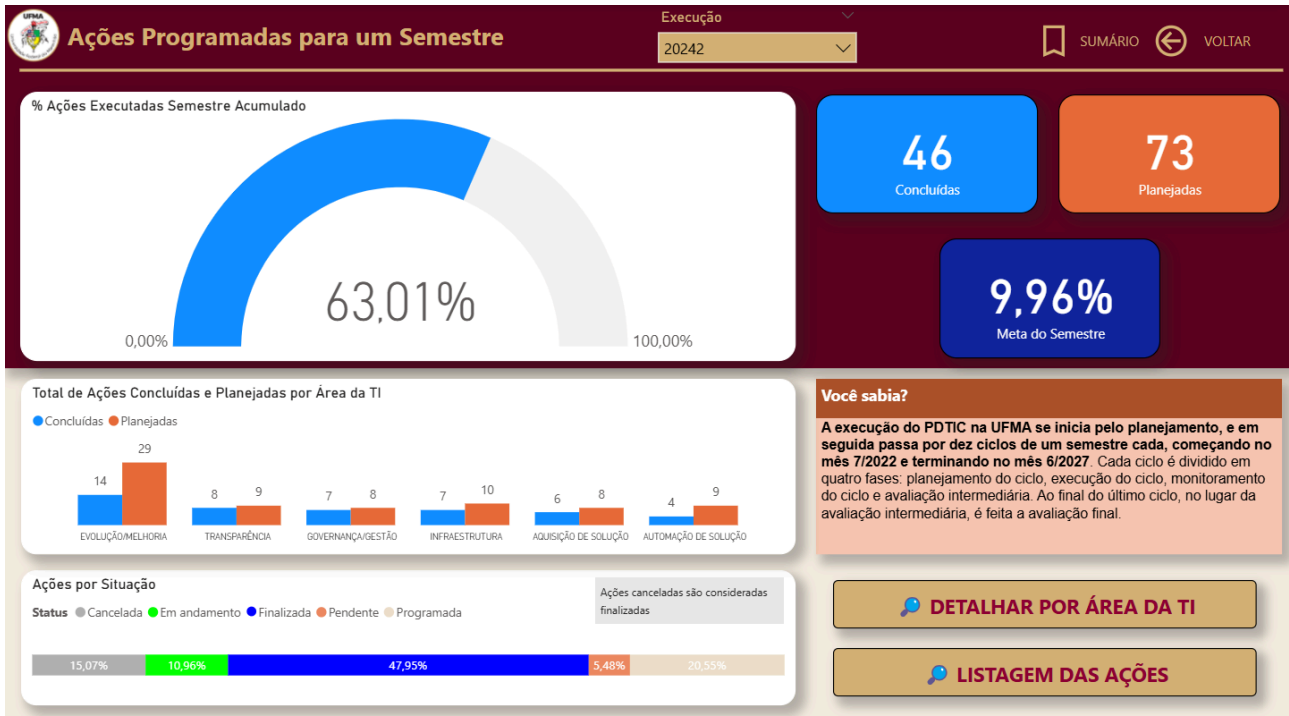 UFMA
Ações Programadas para um Semestre
Execução
20242
SUMÁRIO
VOLTAR
% Ações Executadas Semestre Acumulado
63,01%
0,00%
100,00%
46
Concluídas
73
Planejadas
9,96%
Meta do Semestre
Total de Ações Concluídas e Planejadas por Área da TI
Concluídas Planejadas
14 29
8 9
7 8
7 10
6 8
4 9
EVOLUÇÃO/MELHORIA TRANSPARÊNCIA GOVERNANÇA/GESTÃO INFRAESTRUTURA AQUISIÇÃO DE SOLUÇÃO AUTOMAÇÃO DE SOLUÇÃO
Você sabia?
A execução do PDTIC na UFMA se inicia pelo planejamento, e em
seguida passa por dez ciclos de um semestre cada, começando no
mês 7/2022 e terminando no mês 6/2027. Cada ciclo é dividido em
quatro fases: planejamento do ciclo, execução do ciclo, monitoramento
do ciclo e avaliação intermediária. Ao final do último ciclo, no lugar da
avaliação intermediária, é feita a avaliação final.
Ações por Situação
Ações canceladas são consideradas
finalizadas
Status Cancelada Em andamento Finalizada Pendente Programada
15,07% 10,96% 47,95% 5,48% 20,55%
DETALHAR POR ÁREA DA TI
LISTAGEM DAS AÇÕES